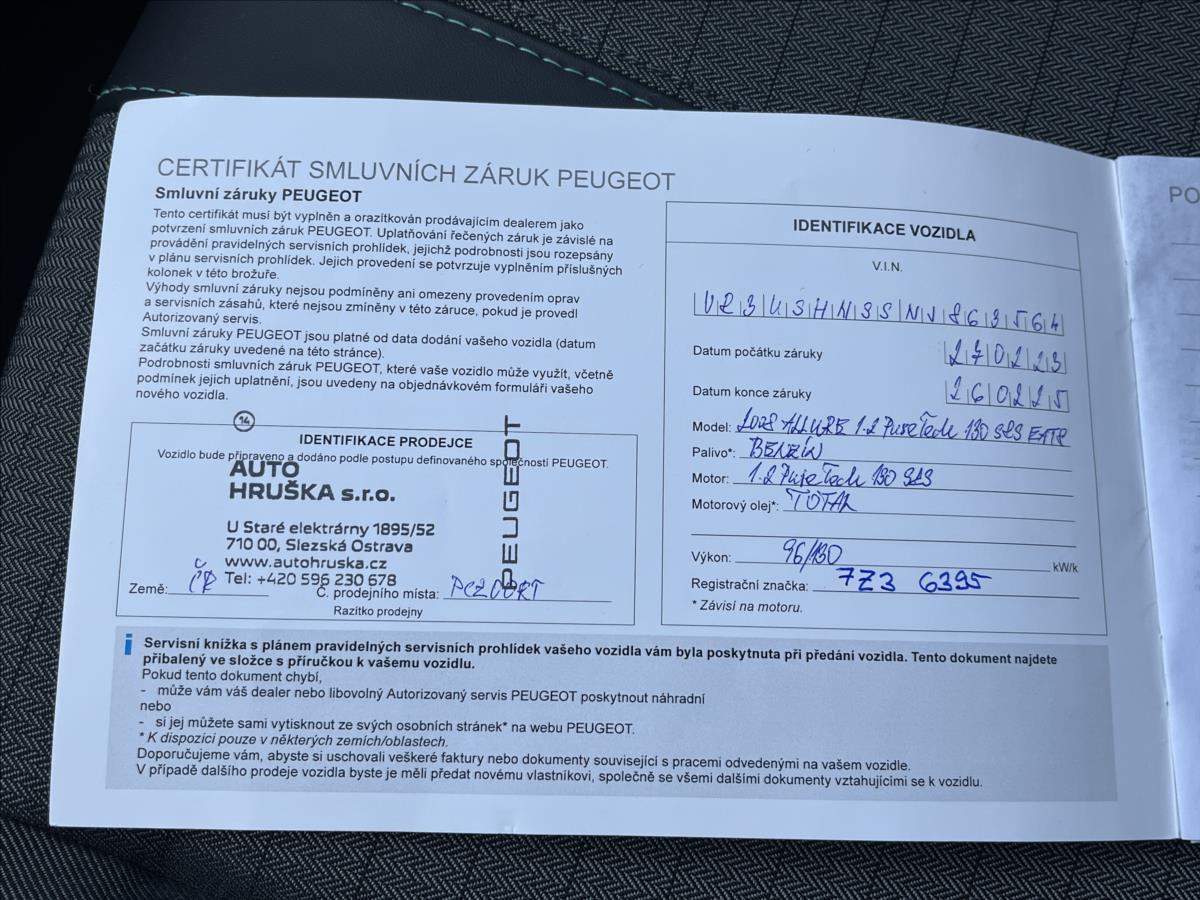 CERTIFIKÁT SMLUVNÍCH ZÁRUK PEUGEOT
Smluvní záruky PEUGEOT
Tento certifikát musí být vyplněn a orazítkován prodávajícím dealerem jako
potvrzení smluvních záruk PEUGEOT. Uplatňování řečených záruk je závislé na
provádění pravidelných servisních prohlídek, jejichž podrobnosti jsou rozepsány
v plánu servisních prohlídek. Jejich provedení se potvrzuje vyplněním příslušných
kolonek v této brožuře.
Výhody smluvní záruky nejsou podmíněny ani omezeny provedením oprav
a servisních zásahů, které nejsou zmíněny v této záruce, pokud je provedl
Autorizovaný servis.
Smluvní záruky PEUGEOT jsou platné od data dodání vašeho vozidla (datum
začátku záruky uvedené na této stránce).
Podrobnosti smluvních záruk PEUGEOT, které vaše vozidlo může využít, včetně
podmínek jejich uplatnění, jsou uvedeny na objednávkovém formuláři vašeho
nového vozidla.
14
IDENTIFIKACE PRODEJCE
Vozidlo bude připraveno a dodáno podle postupu definovaného společností PEUGEOT.
AUTO
HRUŠKA s.r.o.
U Staré elektrárny 1895/52
710 00, Slezská Ostrava
www.autohruska.cz
Tel: +420 596 230 678
PEUGEOT
Země: ČR
Č. prodejního místa:
Razítko prodejny
IDENTIFIKACE VOZIDLA
V.I.N.
VR3USHNSSNJ863564
Datum počátku záruky 270223
Datum konce záruky 260225
Model: 2008 ALLURE 1.2 PureTech 130 S&S EAT8
Palivo*: BENZÍN
Motor: 1.2 PureTech 130 S&S
Motorový olej*: TOTAL
Výkon: 96/130 kW/k
Registrační značka: 7Z3 6395
* Závisí na motoru.
i Servisní knížka s plánem pravidelných servisních prohlídek vašeho vozidla vám byla poskytnuta při předání vozidla. Tento dokument najdete
přibalený ve složce s příručkou k vašemu vozidlu.
Pokud tento dokument chybí,
- může vám váš dealer nebo libovolný Autorizovaný servis PEUGEOT poskytnout náhradní
nebo
- si jej můžete sami vytisknout ze svých osobních stránek* na webu PEUGEOT.
* K dispozici pouze v některých zemích/oblastech.
Doporučujeme vám, abyste si uschovali veškeré faktury nebo dokumenty související s pracemi odvedenými na vašem vozidle.
V případě dalšího prodeje vozidla byste je měli předat novému vlastníkovi, společně se všemi dalšími dokumenty vztahujícími se k vozidlu.
PO